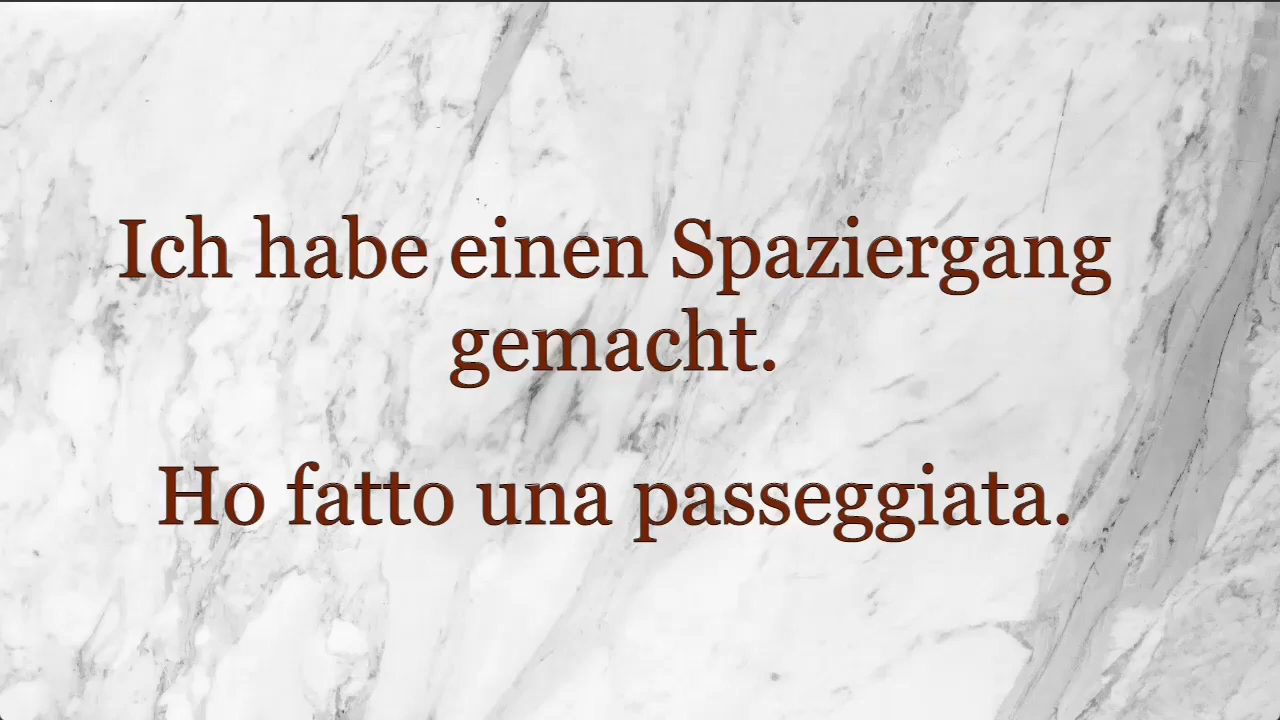 Ich habe einen Spaziergang
gemacht.
Ho fatto una passeggiata.